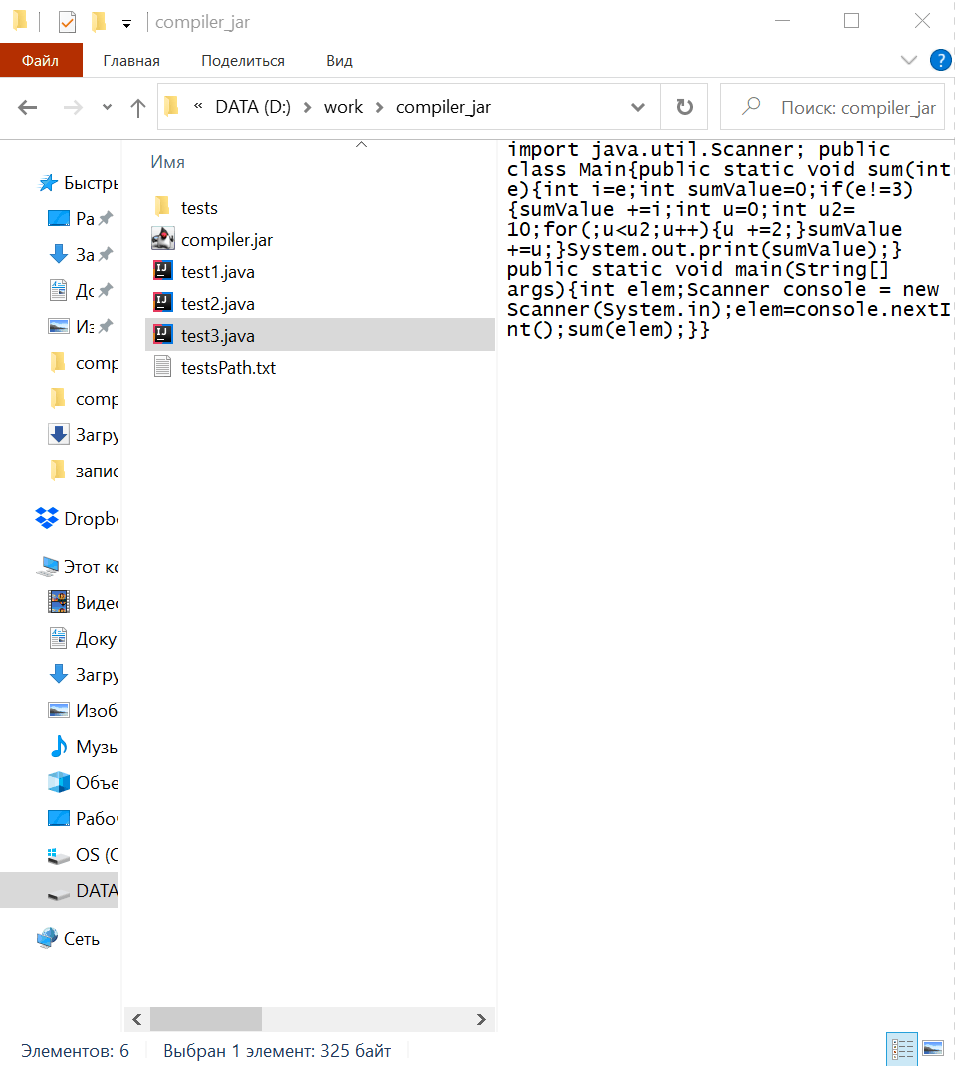 compiler_jar
Файл Главная Поделиться Вид ?
« DATA (D:) work compiler_jar
Поиск: compiler_jar
Имя
tests
compiler.jar
test1.java
test2.java
test3.java
testsPath.txt
Быстры
Ра
За
До
Из
comp
comp
Загру
запис
Dropbo
Этот ко
Видео
Доку
Загру
Изоб
Музы
Объе
Рабоч
OS (C
DATA
Сеть
import java.util.Scanner; public
class Main{public static void sum(int
e){int i=e;int sumValue=0;if(e!=3)
{sumValue +=i;int u=0;int u2=
10;for(;u<u2;u++){u +=2;}sumValue
+=u;}System.out.print(sumValue);}
public static void main(String[]
args){int elem;Scanner console = new
Scanner(System.in);elem=console.nextI
nt();sum(elem);}}
Элементов: 6 Выбран 1 элемент: 325 байт